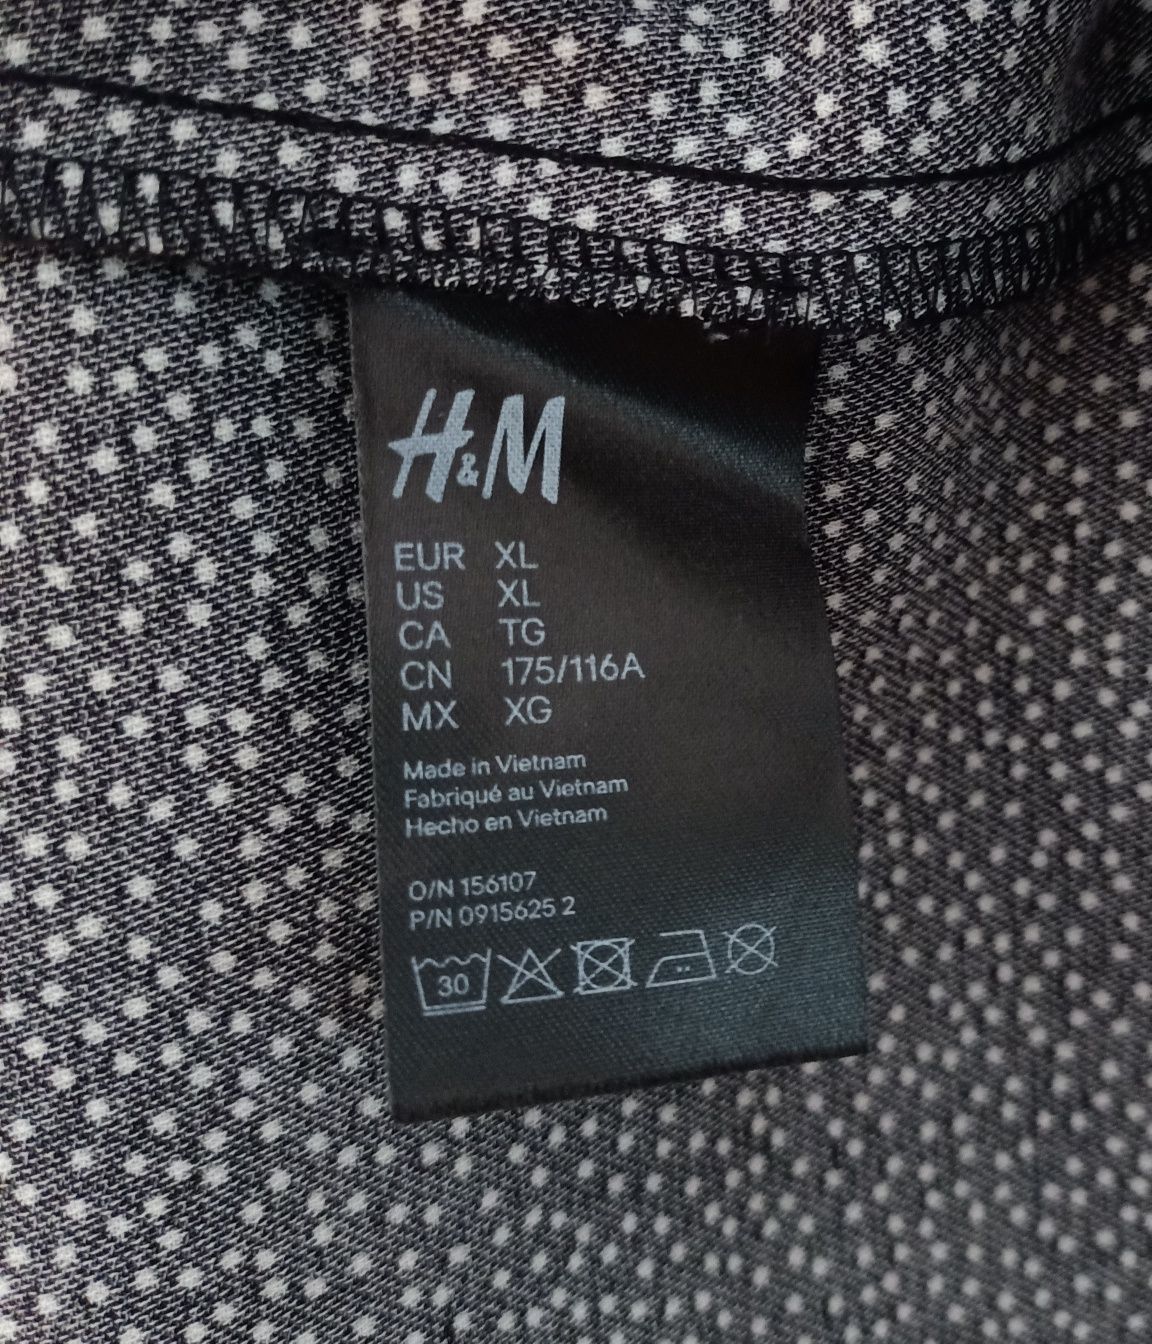 H&M
EUR XL
US XL
CA TG
CN 175/116A
MX XG
Made in Vietnam
Fabriqué au Vietnam
Hecho en Vietnam
O/N 156107
P/N 0915625 2
30